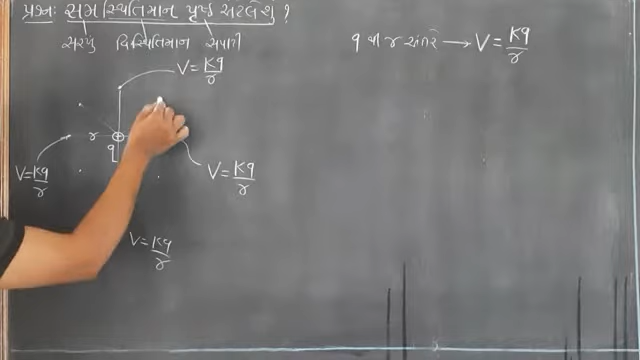 પ્રશ્નઃ સમસ્થિતિમાન પૃષ્ઠ એટલે શું ?
સરખુ વિસ્થિતિમાન સપાટી
q થી r અંતરે → V = Kq/r
V = Kq/r
r
q
V = Kq/r
V = Kq/r
V = Kq/r